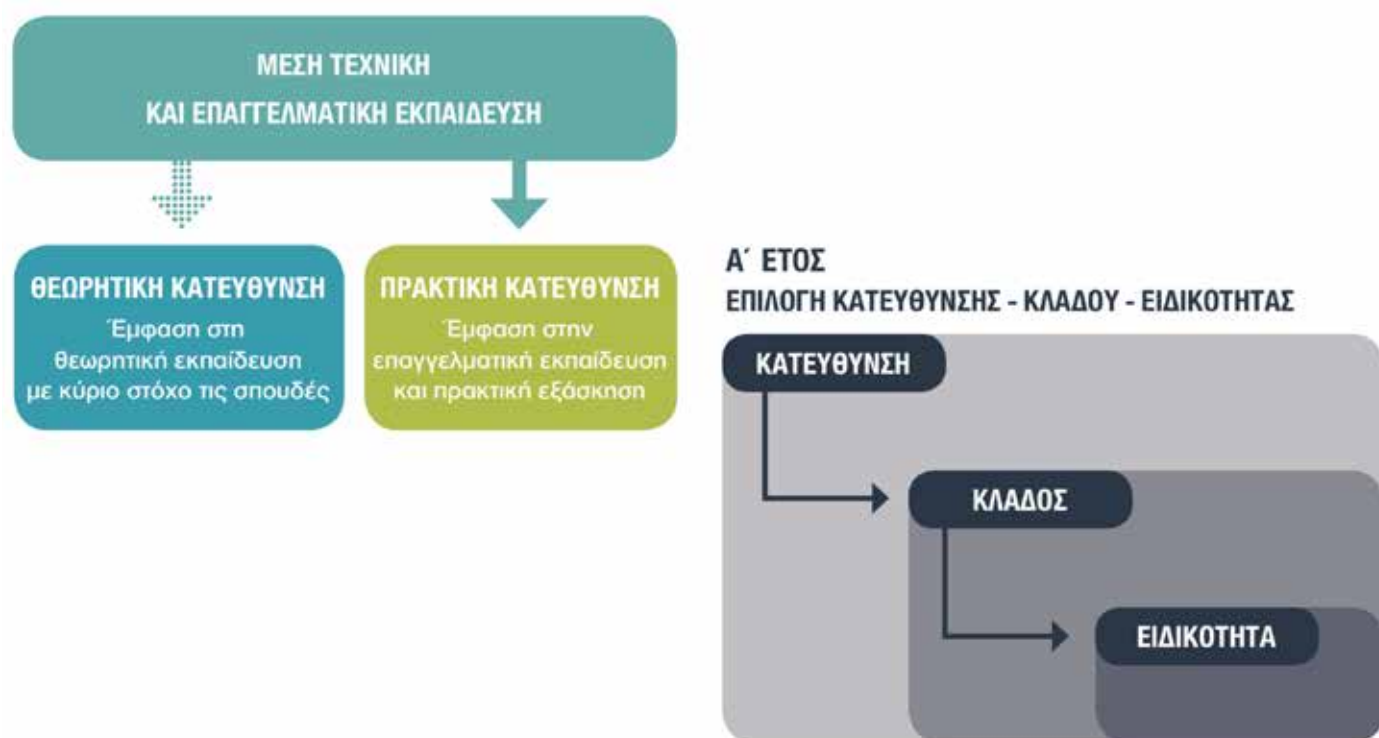 ΜΕΣΗ ΤΕΧΝΙΚΗ
ΚΑΙ ΕΠΑΓΓΕΛΜΑΤΙΚΗ ΕΚΠΑΙΔΕΥΣΗ
ΘΕΩΡΗΤΙΚΗ ΚΑΤΕΥΘΥΝΣΗ
Έμφαση στη
θεωρητική εκπαίδευση
με κύριο στόχο τις σπουδές
ΠΡΑΚΤΙΚΗ ΚΑΤΕΥΘΥΝΣΗ
Έμφαση στην
επαγγελματική εκπαίδευση
και πρακτική εξάσκηση
Α΄ ΕΤΟΣ
ΕΠΙΛΟΓΗ ΚΑΤΕΥΘΥΝΣΗΣ - ΚΛΑΔΟΥ - ΕΙΔΙΚΟΤΗΤΑΣ
ΚΑΤΕΥΘΥΝΣΗ
ΚΛΑΔΟΣ
ΕΙΔΙΚΟΤΗΤΑ